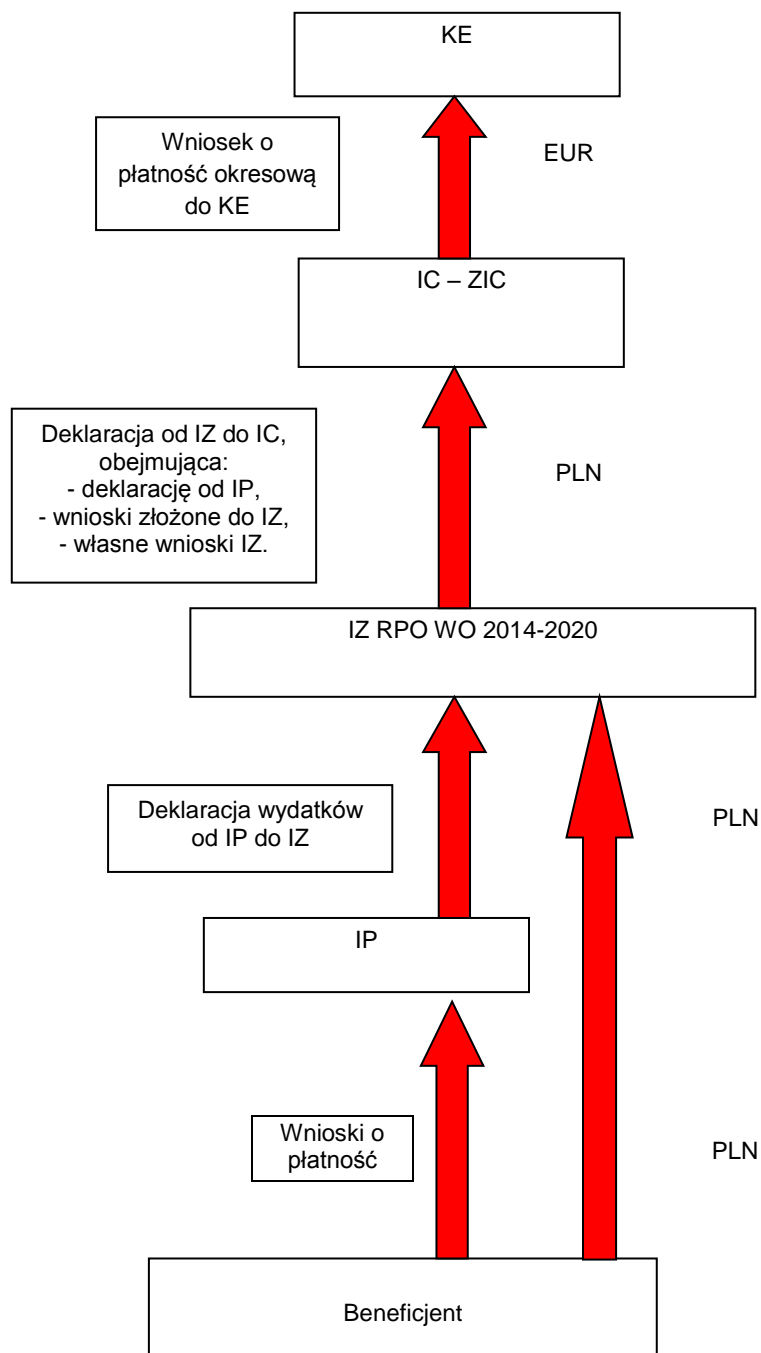 KE
Wniosek o
płatność okresową
do KE
EUR
IC – ZIC
Deklaracja od IZ do IC,
obejmująca:
- deklarację od IP,
- wnioski złożone do IZ,
- własne wnioski IZ.
PLN
IZ RPO WO 2014-2020
Deklaracja wydatków
od IP do IZ
PLN
IP
Wnioski o
płatność
PLN
Beneficjent